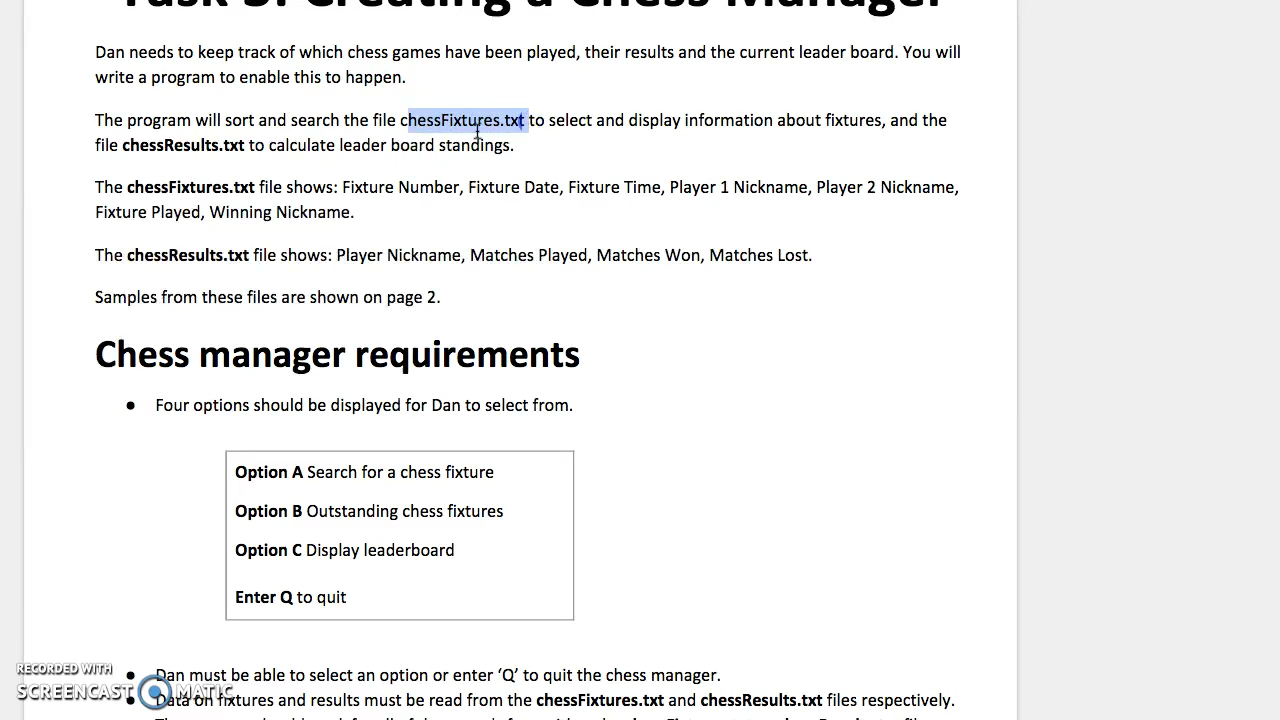 Task 3: Creating a Chess Manager
Dan needs to keep track of which chess games have been played, their results and the current leader board. You will
write a program to enable this to happen.
The program will sort and search the file chessFixtures.txt to select and display information about fixtures, and the
file chessResults.txt to calculate leader board standings.
The chessFixtures.txt file shows: Fixture Number, Fixture Date, Fixture Time, Player 1 Nickname, Player 2 Nickname,
Fixture Played, Winning Nickname.
The chessResults.txt file shows: Player Nickname, Matches Played, Matches Won, Matches Lost.
Samples from these files are shown on page 2.
Chess manager requirements
● Four options should be displayed for Dan to select from.
Option A Search for a chess fixture
Option B Outstanding chess fixtures
Option C Display leaderboard
Enter Q to quit
● Dan must be able to select an option or enter ‘Q’ to quit the chess manager.
● Data on fixtures and results must be read from the chessFixtures.txt and chessResults.txt files respectively.
RECORDED WITH
SCREENCAST MATIC